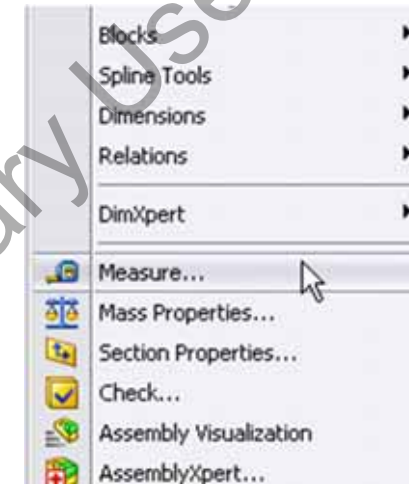 Blocks
Spline Tools
Dimensions
Relations
DimXpert
Measure...
Mass Properties...
Section Properties...
Check...
Assembly Visualization
AssemblyXpert...